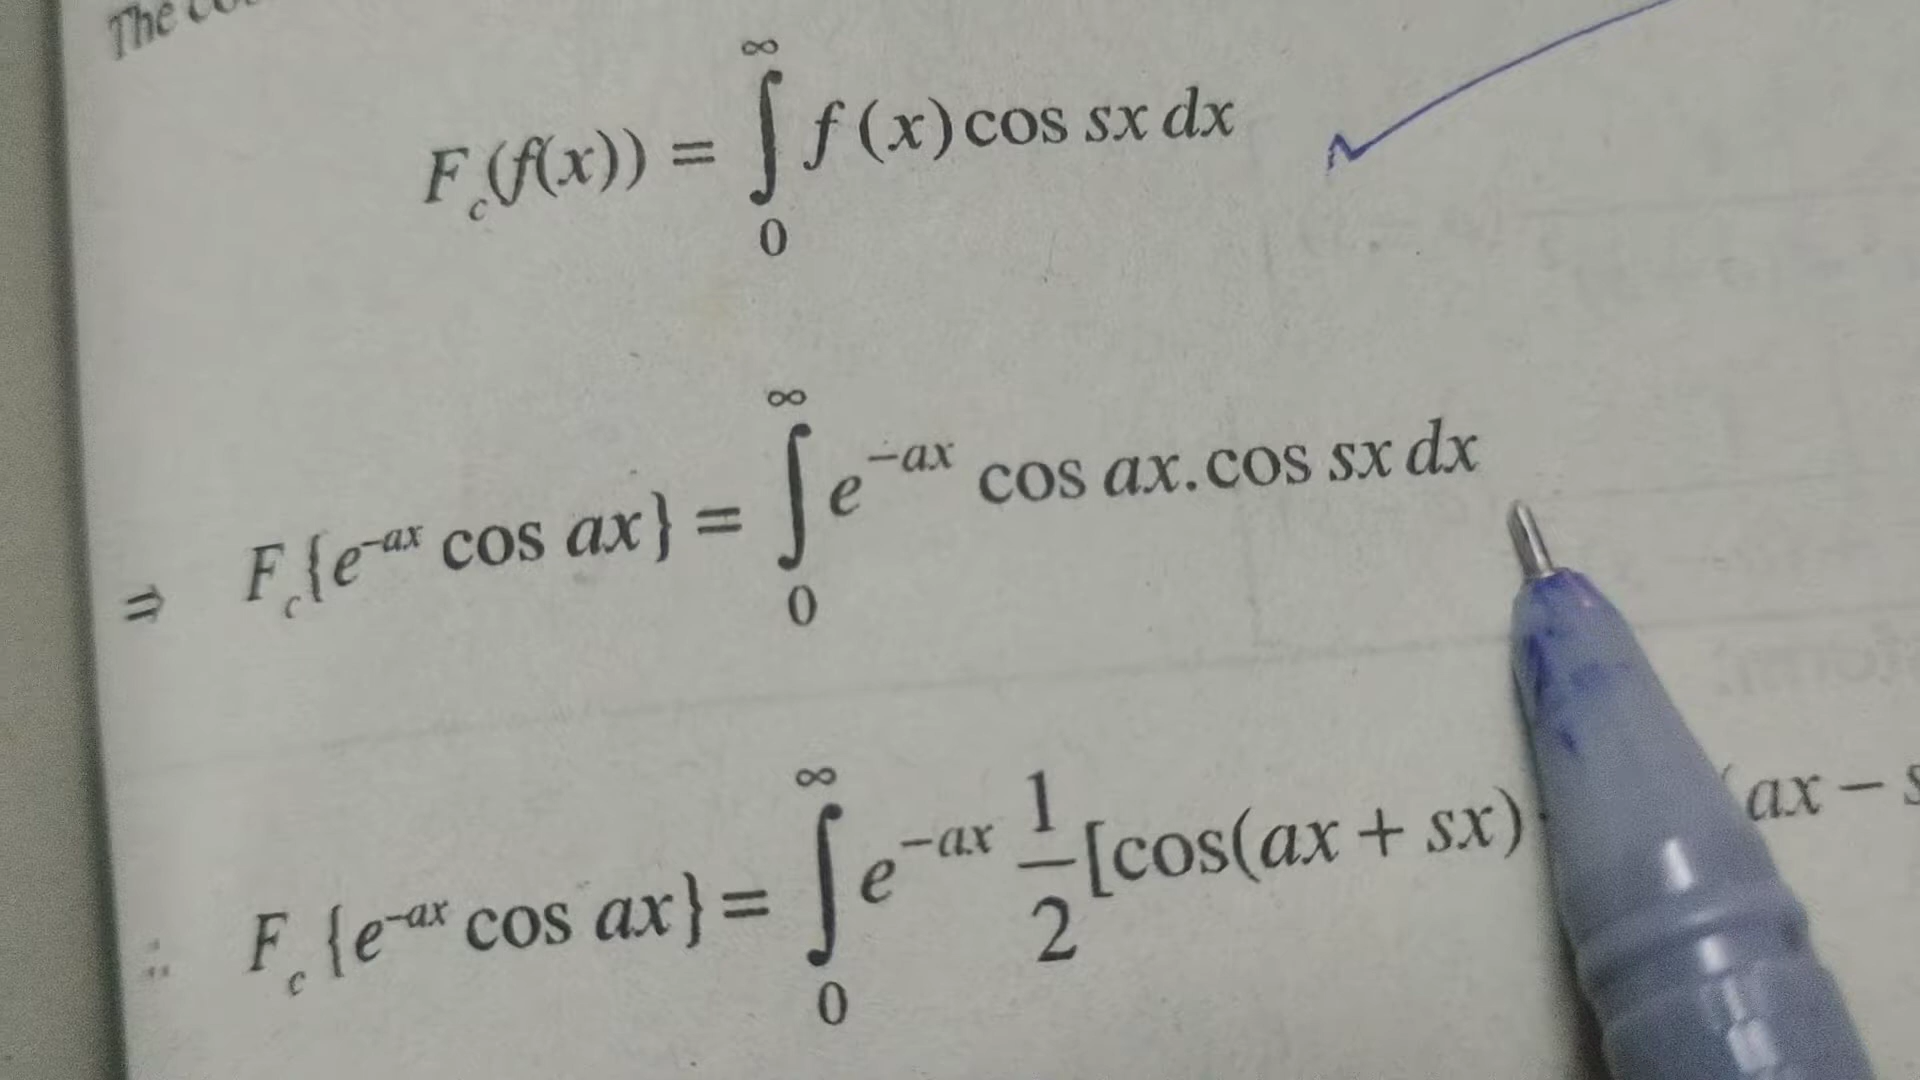 The
F_c(f(x)) = ∫_0^∞ f(x) cos sx dx
⇒ F_c{e^{-ax} cos ax} = ∫_0^∞ e^{-ax} cos ax.cos sx dx
∴ F_c{e^{-ax} cos ax} = ∫_0^∞ e^{-ax} 1/2 [cos(ax + sx) (ax − s